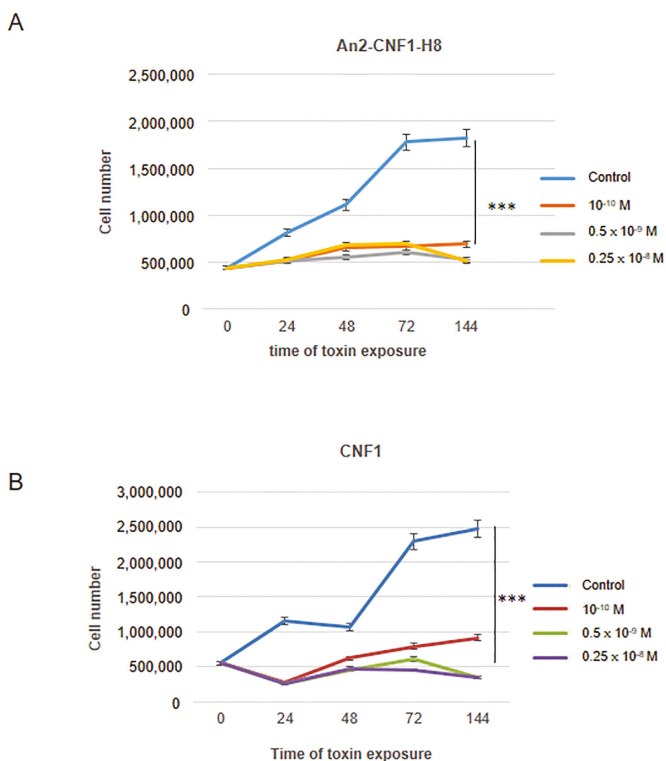 A
An2-CNF1-H8
2,500,000
2,000,000
1,500,000
1,000,000
500,000
0
Cell number
0 24 48 72 144
time of toxin exposure
***
Control
10⁻¹⁰ M
0.5 x 10⁻⁹ M
0.25 x 10⁻⁸ M
B
CNF1
3,000,000
2,500,000
2,000,000
1,500,000
1,000,000
500,000
0
Cell number
0 24 48 72 144
Time of toxin exposure
***
Control
10⁻¹⁰ M
0.5 x 10⁻⁹ M
0.25 x 10⁻⁸ M